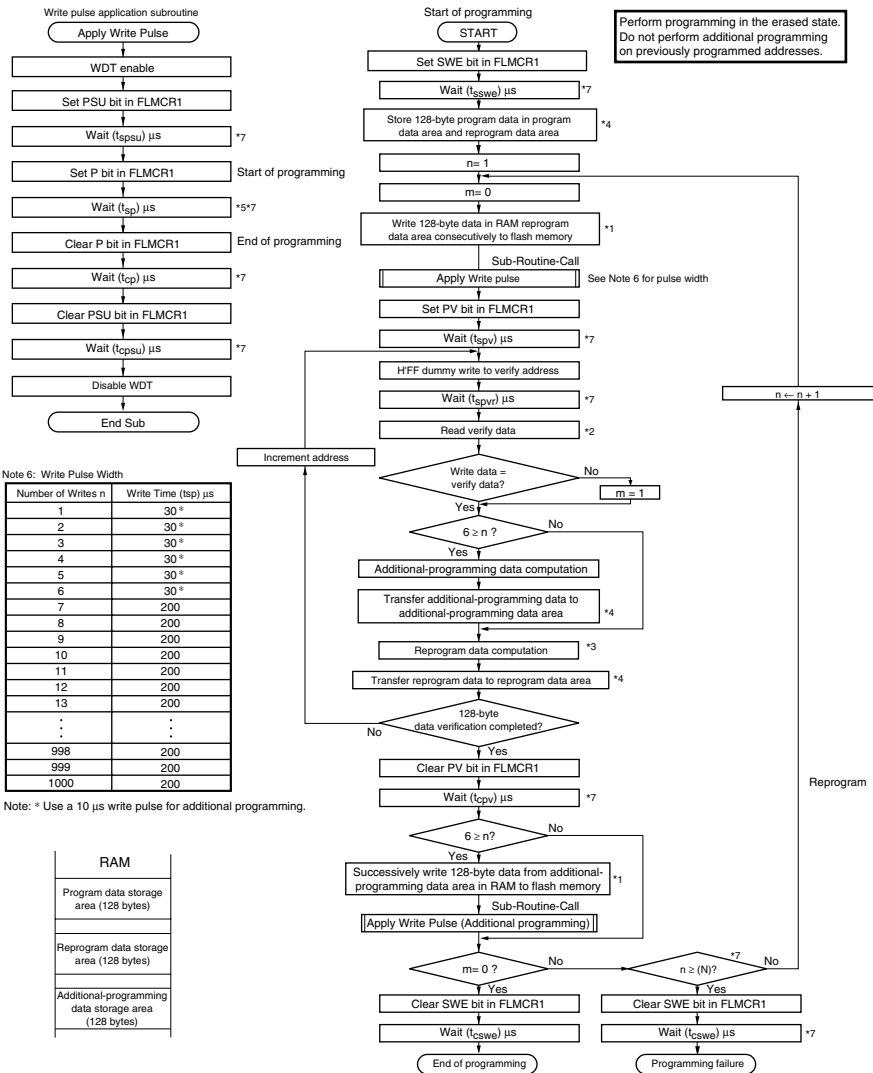 Write pulse application subroutine
Apply Write Pulse
WDT enable
Set PSU bit in FLMCR1
Wait (tspsu) μs
*7
Set P bit in FLMCR1
Start of programming
Wait (tsp) μs
*5*7
Clear P bit in FLMCR1
End of programming
Wait (tcp) μs
*7
Clear PSU bit in FLMCR1
Wait (tcpsu) μs
*7
Disable WDT
End Sub
Note 6: Write Pulse Width
Number of Writes n Write Time (tsp) μs
1 30*
2 30*
3 30*
4 30*
5 30*
6 30*
7 200
8 200
9 200
10 200
11 200
12 200
13 200
. .
. .
. .
998 200
999 200
1000 200
Note: * Use a 10 μs write pulse for additional programming.
RAM
Program data storage
area (128 bytes)
Reprogram data storage
area (128 bytes)
Additional-programming
data storage area
(128 bytes)
Start of programming
START
Set SWE bit in FLMCR1
Wait (tsswe) μs
*7
Store 128-byte program data in program
data area and reprogram data area
*4
n= 1
m= 0
Write 128-byte data in RAM reprogram
data area consecutively to flash memory
*1
Sub-Routine-Call
Apply Write pulse
See Note 6 for pulse width
Set PV bit in FLMCR1
Wait (tspv) μs
*7
H'FF dummy write to verify address
Wait (tspvr) μs
*7
Read verify data
*2
Increment address
Write data =
verify data?
No
m = 1
Yes
6 ≥ n ?
No
Yes
Additional-programming data computation
Transfer additional-programming data to
additional-programming data area
*4
Reprogram data computation
*3
Transfer reprogram data to reprogram data area
*4
128-byte
data verification completed?
No
Yes
Clear PV bit in FLMCR1
Wait (tcpv) μs
*7
6 ≥ n?
No
Yes
Successively write 128-byte data from additional-
programming data area in RAM to flash memory
*1
Sub-Routine-Call
Apply Write Pulse (Additional programming)
m= 0 ?
No
Yes
Clear SWE bit in FLMCR1
Wait (tcswe) μs
End of programming
*7
n ≥ (N)?
No
Yes
Clear SWE bit in FLMCR1
Wait (tcswe) μs
*7
Programming failure
n ← n + 1
Reprogram
Perform programming in the erased state.
Do not perform additional programming
on previously programmed addresses.